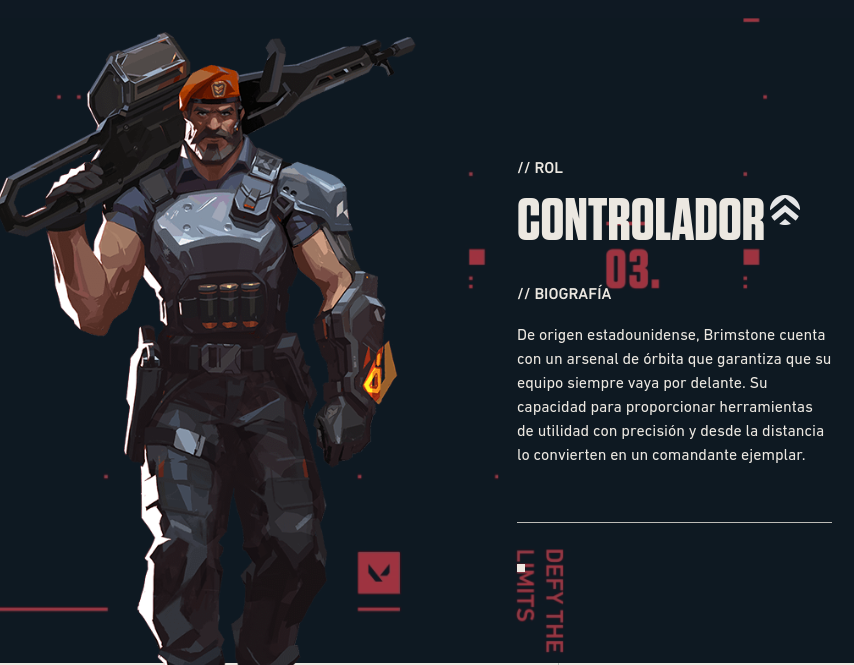 // ROL
CONTROLADOR
03.
// BIOGRAFÍA
De origen estadounidense, Brimstone cuenta
con un arsenal de órbita que garantiza que su
equipo siempre vaya por delante. Su
capacidad para proporcionar herramientas
de utilidad con precisión y desde la distancia
lo convierten en un comandante ejemplar.
DEFY THE
LIMITS